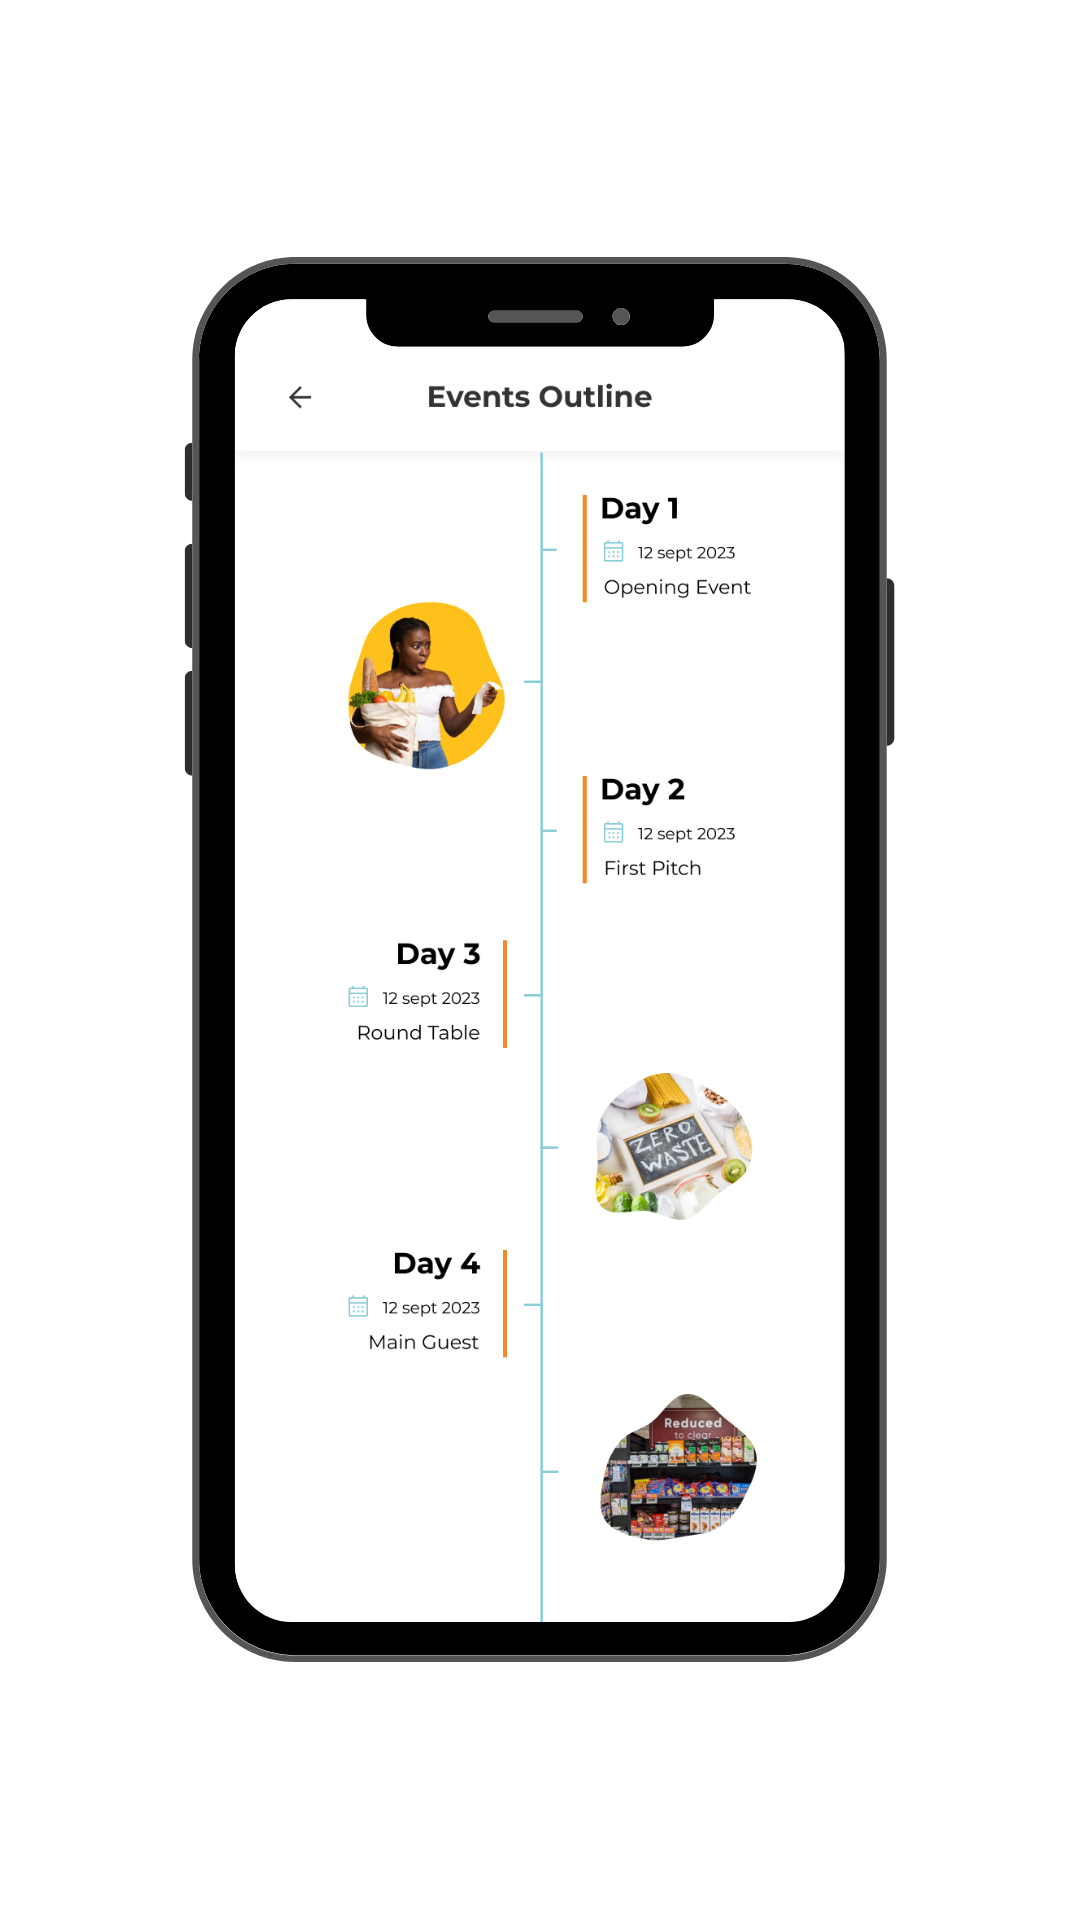 Events Outline
Day 1
12 sept 2023
Opening Event
Day 2
12 sept 2023
First Pitch
Day 3
12 sept 2023
Round Table
ZERO
WASTE
Day 4
12 sept 2023
Main Guest
Reduced
to clear